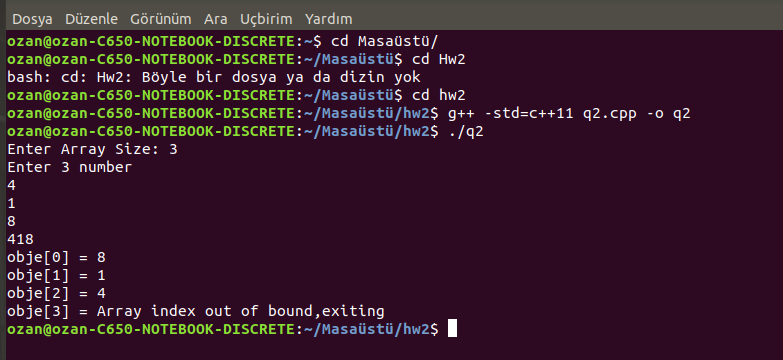 Dosya Düzenle Görünüm Ara Uçbirim Yardım
ozan@ozan-C650-NOTEBOOK-DISCRETE:~$ cd Masaüstü/
ozan@ozan-C650-NOTEBOOK-DISCRETE:~/Masaüstü$ cd Hw2
bash: cd: Hw2: Böyle bir dosya ya da dizin yok
ozan@ozan-C650-NOTEBOOK-DISCRETE:~/Masaüstü$ cd hw2
ozan@ozan-C650-NOTEBOOK-DISCRETE:~/Masaüstü/hw2$ g++ -std=c++11 q2.cpp -o q2
ozan@ozan-C650-NOTEBOOK-DISCRETE:~/Masaüstü/hw2$ ./q2
Enter Array Size: 3
Enter 3 number
4
1
8
418
obje[0] = 8
obje[1] = 1
obje[2] = 4
obje[3] = Array index out of bound,exiting
ozan@ozan-C650-NOTEBOOK-DISCRETE:~/Masaüstü/hw2$